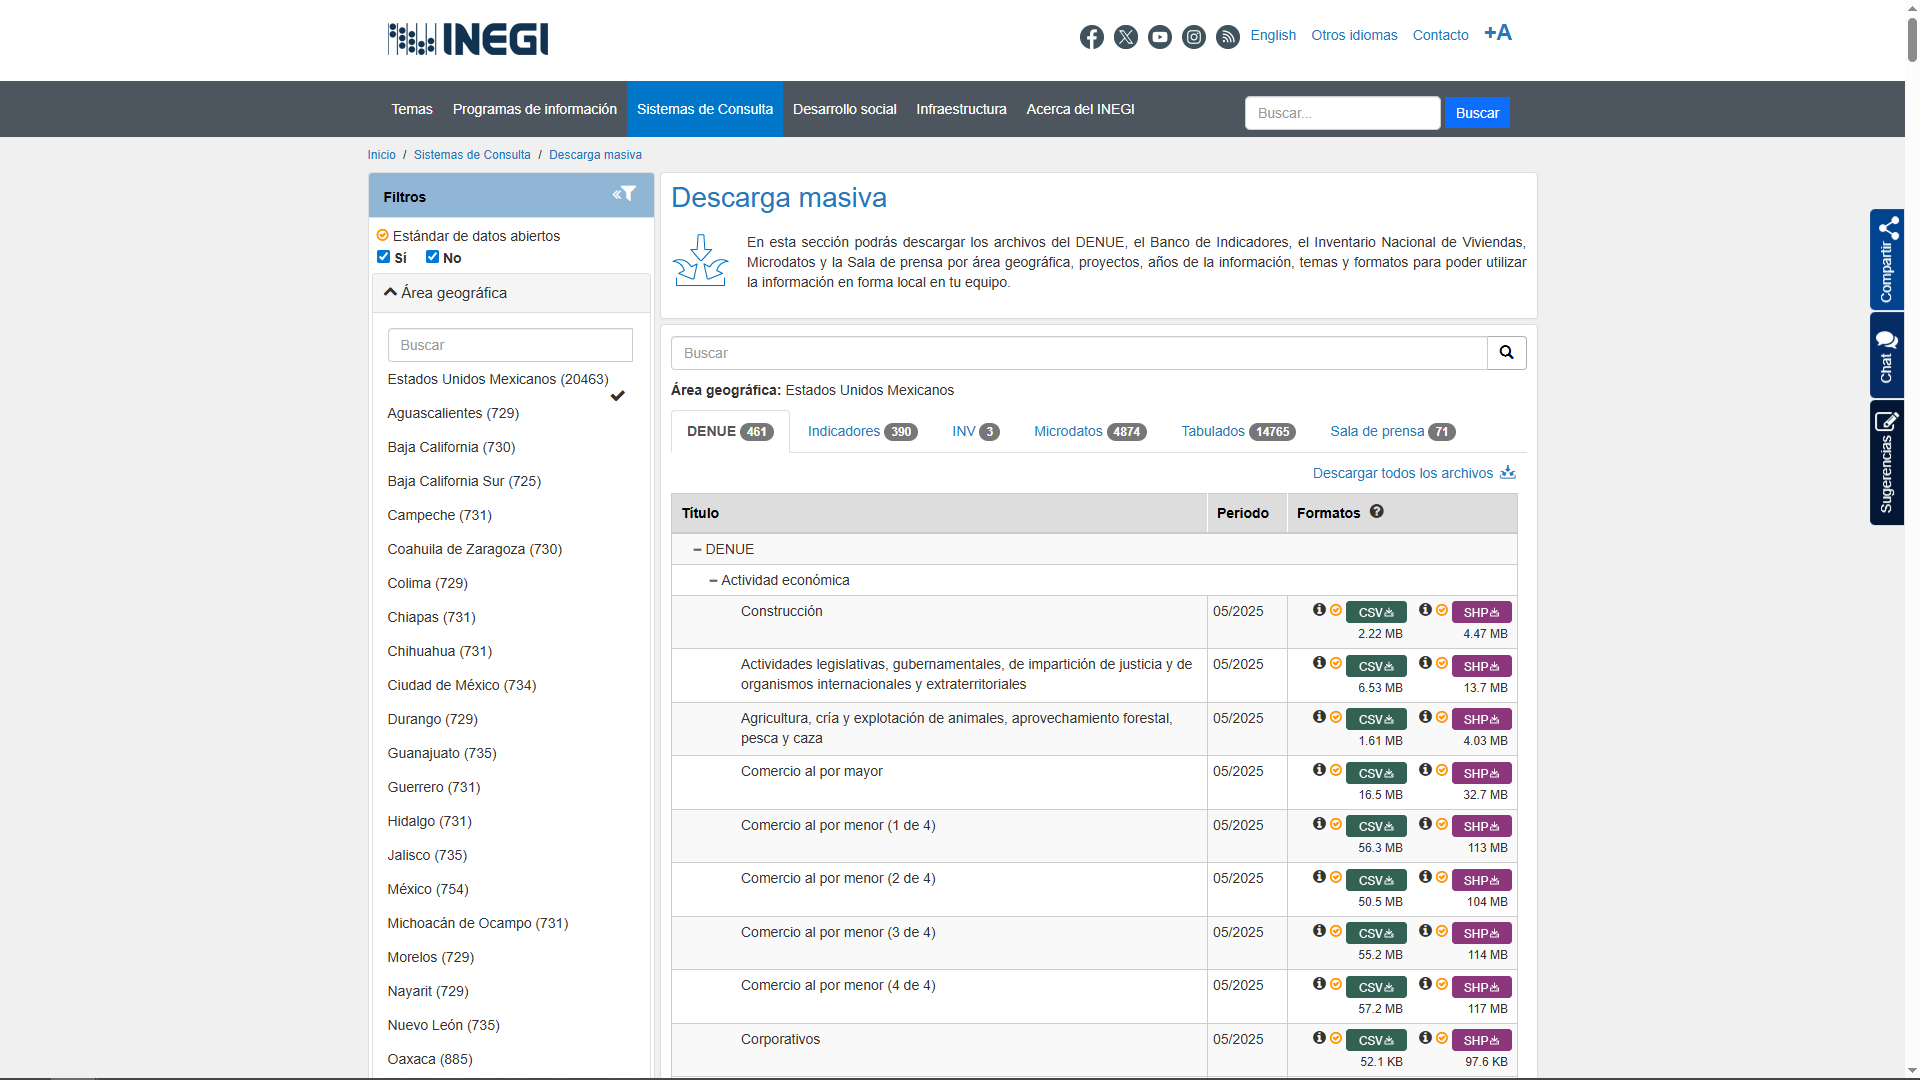 INEGI
English Otros idiomas Contacto +A
Temas Programas de información Sistemas de Consulta Desarrollo social Infraestructura Acerca del INEGI Buscar... Buscar
Inicio / Sistemas de Consulta / Descarga masiva
Filtros
Estándar de datos abiertos
Sí No
Área geográfica
Buscar
Estados Unidos Mexicanos (20463)
Aguascalientes (729)
Baja California (730)
Baja California Sur (725)
Campeche (731)
Coahuila de Zaragoza (730)
Colima (729)
Chiapas (731)
Chihuahua (731)
Ciudad de México (734)
Durango (729)
Guanajuato (735)
Guerrero (731)
Hidalgo (731)
Jalisco (735)
México (754)
Michoacán de Ocampo (731)
Morelos (729)
Nayarit (729)
Nuevo León (735)
Oaxaca (885)
Descarga masiva
En esta sección podrás descargar los archivos del DENUE, el Banco de Indicadores, el Inventario Nacional de Viviendas,
Microdatos y la Sala de prensa por área geográfica, proyectos, años de la información, temas y formatos para poder utilizar
la información en forma local en tu equipo.
Buscar
Área geográfica: Estados Unidos Mexicanos
DENUE 461 Indicadores 390 INV 3 Microdatos 4874 Tabulados 14765 Sala de prensa 71
Descargar todos los archivos
Título Periodo Formatos
DENUE
Actividad económica
Construcción 05/2025 CSV SHP
2.22 MB 4.47 MB
Actividades legislativas, gubernamentales, de impartición de justicia y de 05/2025 CSV SHP
organismos internacionales y extraterritoriales 6.53 MB 13.7 MB
Agricultura, cría y explotación de animales, aprovechamiento forestal, 05/2025 CSV SHP
pesca y caza 1.61 MB 4.03 MB
Comercio al por mayor 05/2025 CSV SHP
16.5 MB 32.7 MB
Comercio al por menor (1 de 4) 05/2025 CSV SHP
56.3 MB 113 MB
Comercio al por menor (2 de 4) 05/2025 CSV SHP
50.5 MB 104 MB
Comercio al por menor (3 de 4) 05/2025 CSV SHP
55.2 MB 114 MB
Comercio al por menor (4 de 4) 05/2025 CSV SHP
57.2 MB 117 MB
Corporativos 05/2025 CSV SHP
52.1 KB 97.6 KB
Compartir
Chat
Sugerencias